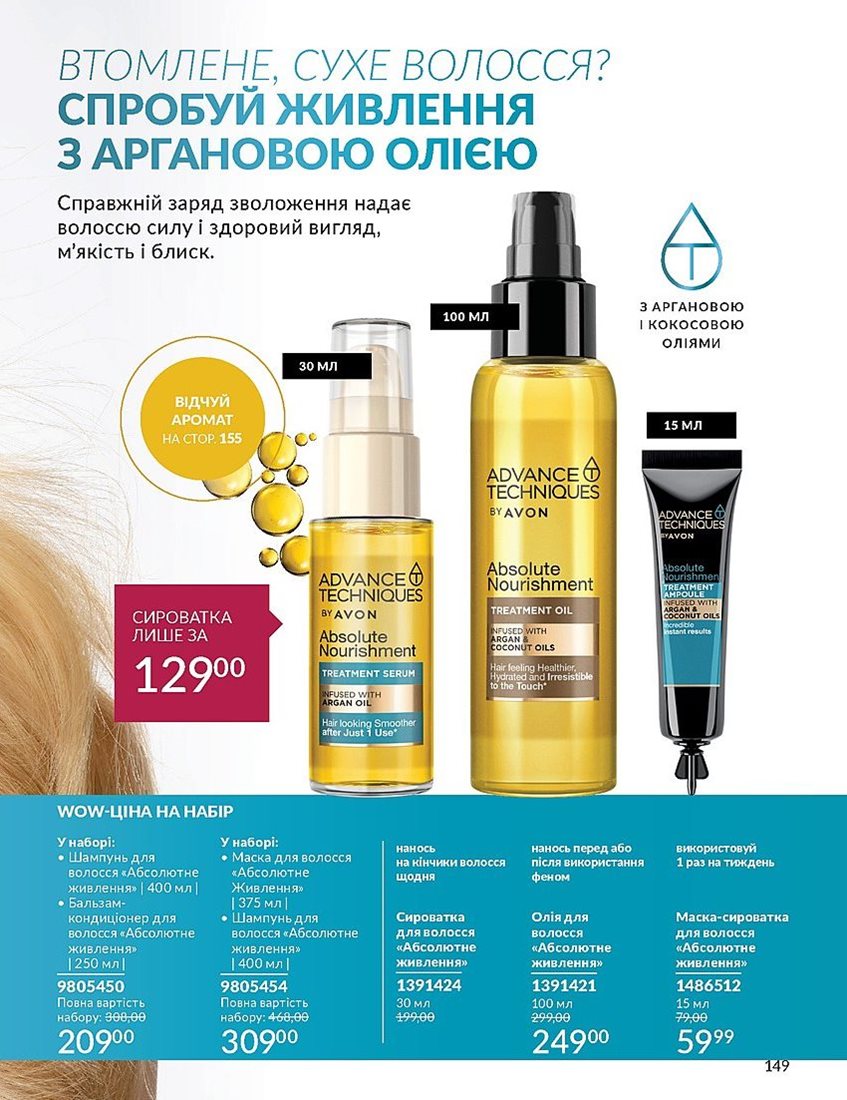 ВТОМЛЕНЕ, СУХЕ ВОЛОССЯ?
СПРОБУЙ ЖИВЛЕННЯ
З АРГАНОВОЮ ОЛІЄЮ
Справжній заряд зволоження надає
волоссю силу і здоровий вигляд,
м'якість і блиск.
З АРГАНОВОЮ
І КОКОСОВОЮ
ОЛІЯМИ
100 МЛ
30 МЛ
15 МЛ
ВІДЧУЙ
АРОМАТ
НА СТОР. 155
СИРОВАТКА
ЛИШЕ ЗА
129⁰⁰
ADVANCE
TECHNIQUES
BY AVON
Absolute
Nourishment
TREATMENT SERUM
INFUSED WITH
ARGAN OIL
Hair looking Smoother
after Just 1 Use*
ADVANCE
TECHNIQUES
BY AVON
Absolute
Nourishment
TREATMENT OIL
INFUSED WITH
ARGAN &
COCONUT OILS
Hair feeling Healthier,
Hydrated and Irresistible
to the Touch*
ADVANCE
TECHNIQUES
BY AVON
Absolute
Nourishment
TREATMENT
AMPOULE
INFUSED WITH
ARGAN &
COCONUT OILS
Incredible
instant results
WOW-ЦІНА НА НАБІР
У наборі:
• Шампунь для
волосся «Абсолютне
живлення» | 400 мл |
• Бальзам-
кондиціонер для
волосся «Абсолютне
живлення»
| 250 мл |
9805450
Повна вартість
набору: 308,00
209⁰⁰
У наборі:
• Маска для волосся
«Абсолютне
Живлення»
| 375 мл |
• Шампунь для
волосся «Абсолютне
живлення»
| 400 мл |
9805454
Повна вартість
набору: 468,00
309⁰⁰
нанось
на кінчики волосся
щодня
Сироватка
для волосся
«Абсолютне
живлення»
1391424
30 мл
199,00
нанось перед або
після використання
феном
Олія для
волосся
«Абсолютне
живлення»
1391421
100 мл
299,00
249⁰⁰
використовуй
1 раз на тиждень
Маска-сироватка
для волосся
«Абсолютне
живлення»
1486512
15 мл
79,00
59⁹⁹
149